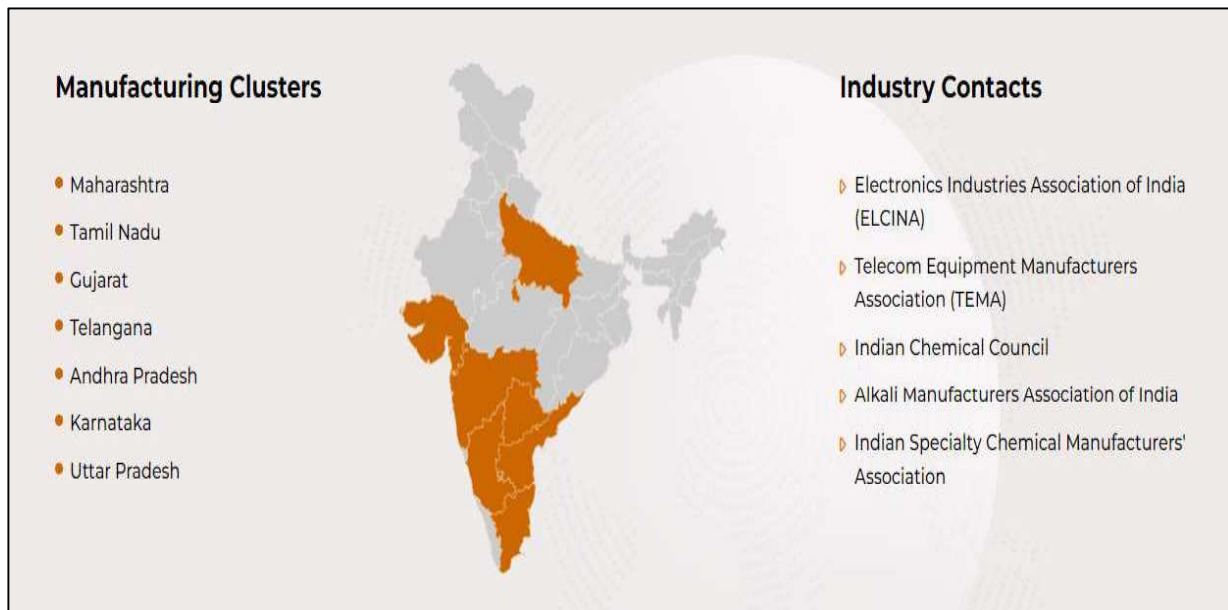 Manufacturing Clusters
Maharashtra
Tamil Nadu
Gujarat
Telangana
Andhra Pradesh
Karnataka
Uttar Pradesh
Industry Contacts
Electronics Industries Association of India
(ELCINA)
Telecom Equipment Manufacturers
Association (TEMA)
Indian Chemical Council
Alkali Manufacturers Association of India
Indian Specialty Chemical Manufacturers'
Association